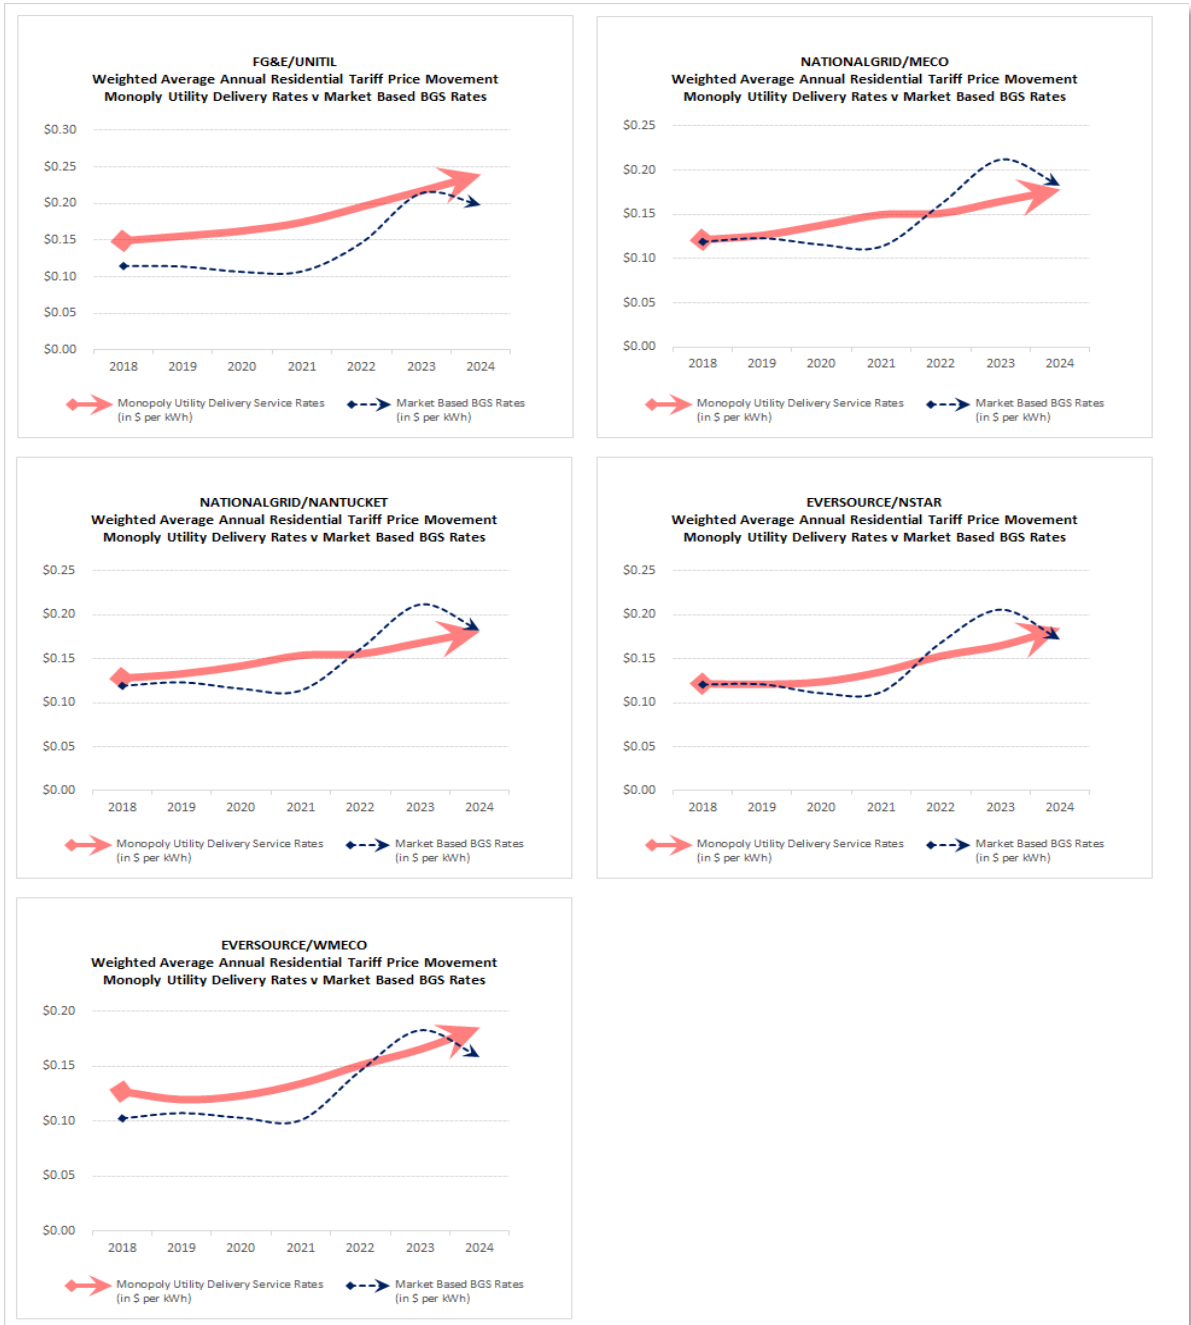 FG&E/UNITIL
Weighted Average Annual Residential Tariff Price Movement
Monoply Utility Delivery Rates v Market Based BGS Rates
$0.30
$0.25
$0.20
$0.15
$0.10
$0.05
$0.00
2018 2019 2020 2021 2022 2023 2024
Monopoly Utility Delivery Service Rates
(in $ per kWh)
Market Based BGS Rates
(in $ per kWh)
NATIONALGRID/MECO
Weighted Average Annual Residential Tariff Price Movement
Monoply Utility Delivery Rates v Market Based BGS Rates
$0.25
$0.20
$0.15
$0.10
$0.05
$0.00
2018 2019 2020 2021 2022 2023 2024
Monopoly Utility Delivery Service Rates
(in $ per kWh)
Market Based BGS Rates
(in $ per kWh)
NATIONALGRID/NANTUCKET
Weighted Average Annual Residential Tariff Price Movement
Monoply Utility Delivery Rates v Market Based BGS Rates
$0.25
$0.20
$0.15
$0.10
$0.05
$0.00
2018 2019 2020 2021 2022 2023 2024
Monopoly Utility Delivery Service Rates
(in $ per kWh)
Market Based BGS Rates
(in $ per kWh)
EVERSOURCE/NSTAR
Weighted Average Annual Residential Tariff Price Movement
Monoply Utility Delivery Rates v Market Based BGS Rates
$0.25
$0.20
$0.15
$0.10
$0.05
$0.00
2018 2019 2020 2021 2022 2023 2024
Monopoly Utility Delivery Service Rates
(in $ per kWh)
Market Based BGS Rates
(in $ per kWh)
EVERSOURCE/WMECO
Weighted Average Annual Residential Tariff Price Movement
Monoply Utility Delivery Rates v Market Based BGS Rates
$0.20
$0.15
$0.10
$0.05
$0.00
2018 2019 2020 2021 2022 2023 2024
Monopoly Utility Delivery Service Rates
(in $ per kWh)
Market Based BGS Rates
(in $ per kWh)